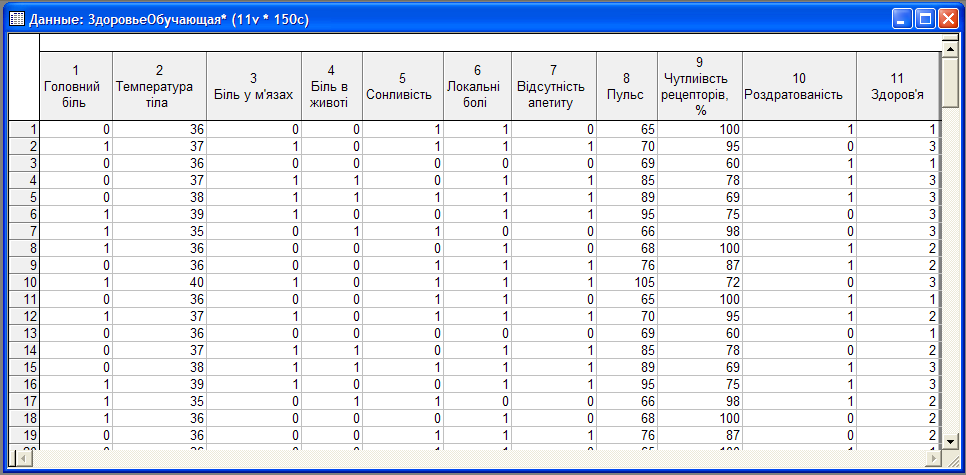 Данные: ЗдоровьеОбучающая* (11v * 150c)
1 2 3 4 5 6 7 8 9 10 11
Головний біль Температура тіла Біль у м'язах Біль в животі Сонливість Локальні болі Відсутність апетиту Пульс Чутлиівсть рецепторів, % Роздратованість Здоров'я
1 0 36 0 0 1 1 0 65 100 1 1
2 1 37 1 0 1 1 1 70 95 0 3
3 0 36 0 0 0 0 0 69 60 1 1
4 0 37 1 1 0 1 1 85 78 1 3
5 0 38 1 1 1 1 1 89 69 1 3
6 1 39 1 0 0 1 1 95 75 0 3
7 1 35 0 1 1 0 0 66 98 0 3
8 1 36 0 0 0 1 0 68 100 1 2
9 0 36 0 0 1 1 1 76 87 1 2
10 1 40 1 0 1 1 1 105 72 0 3
11 0 36 0 0 1 1 0 65 100 1 1
12 1 37 1 0 1 1 1 70 95 1 2
13 0 36 0 0 0 0 0 69 60 0 1
14 0 37 1 1 0 1 1 85 78 0 2
15 0 38 1 1 1 1 1 89 69 1 3
16 1 39 1 0 0 1 1 95 75 1 3
17 1 35 0 1 1 0 0 66 98 1 2
18 1 36 0 0 0 1 0 68 100 0 2
19 0 36 0 0 1 1 1 76 87 0 2